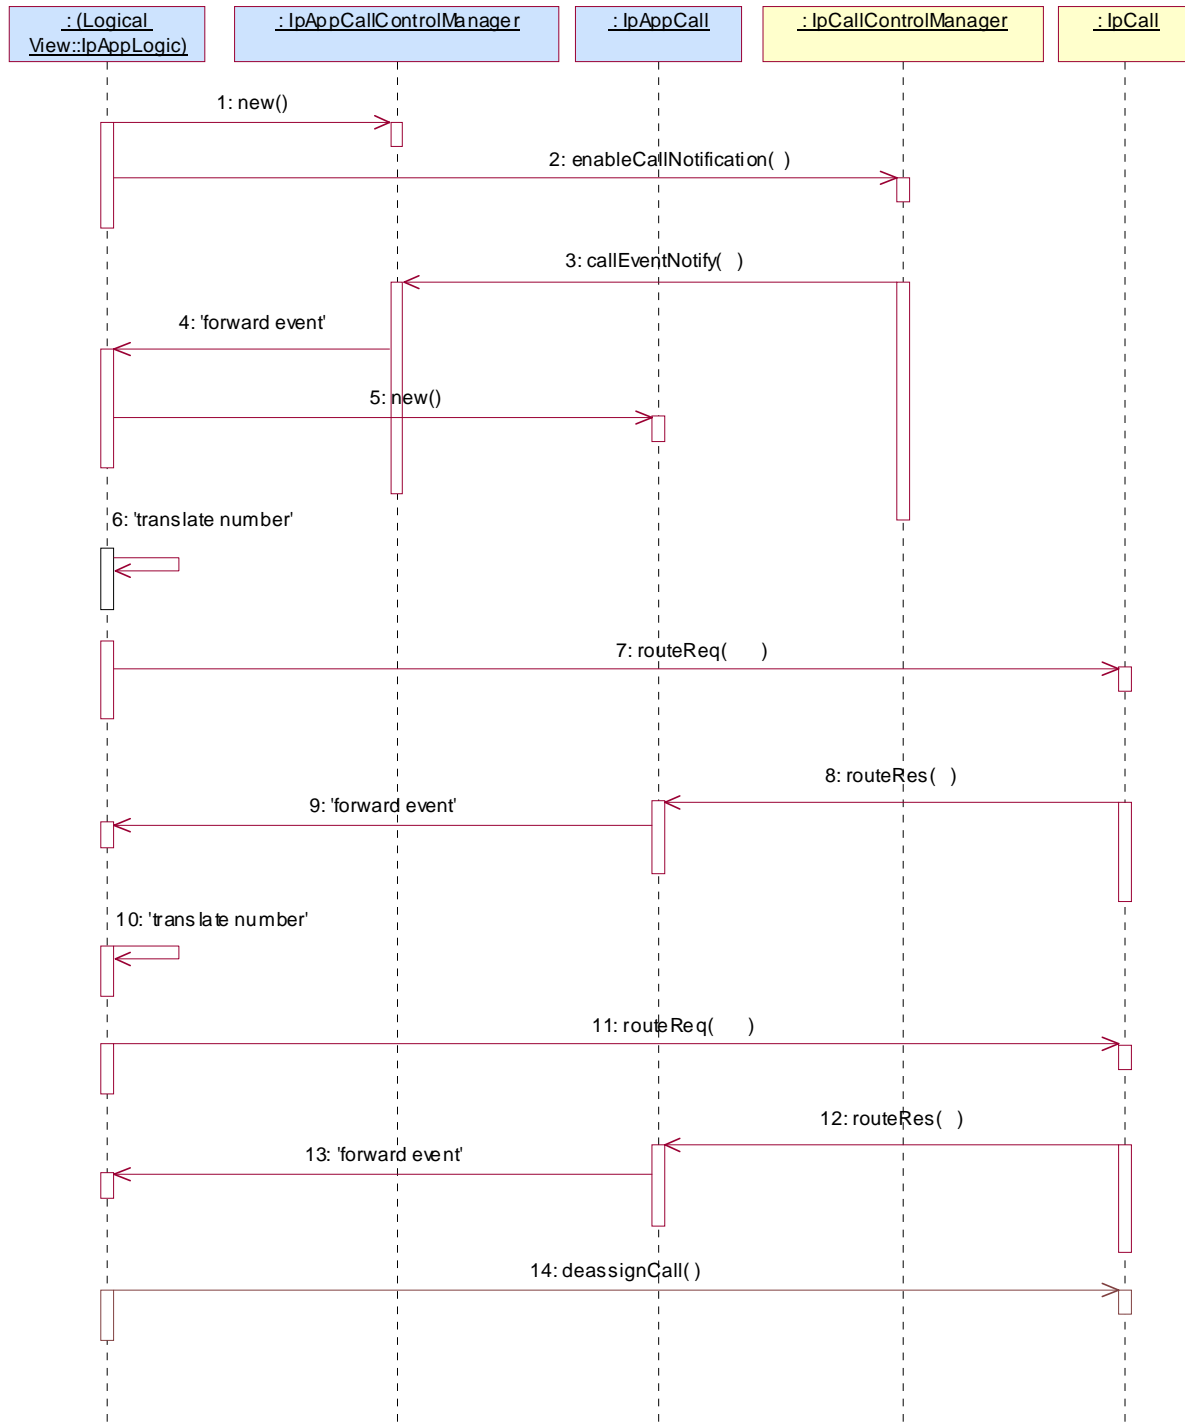 : (Logical
View::IpAppLogic)
: IpAppCallControlManager
: IpAppCall
: IpCallControlManager
: IpCall
1: new()
2: enableCallNotification( )
3: callEventNotify( )
4: 'forward event'
5: new()
6: 'translate number'
7: routeReq( )
8: routeRes( )
9: 'forward event'
10: 'translate number'
11: routeReq( )
12: routeRes( )
13: 'forward event'
14: deassignCall( )